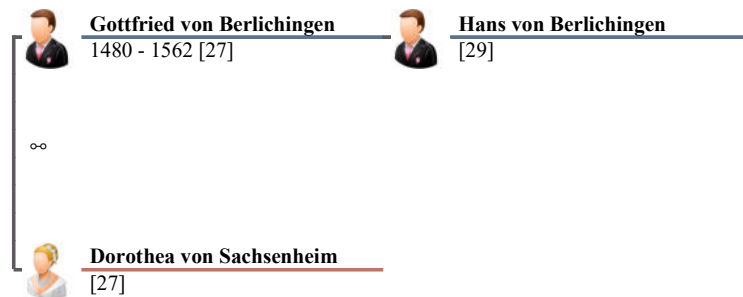 Gottfried von Berlichingen
1480 - 1562 [27]
Hans von Berlichingen
[29]
Dorothea von Sachsenheim
[27]